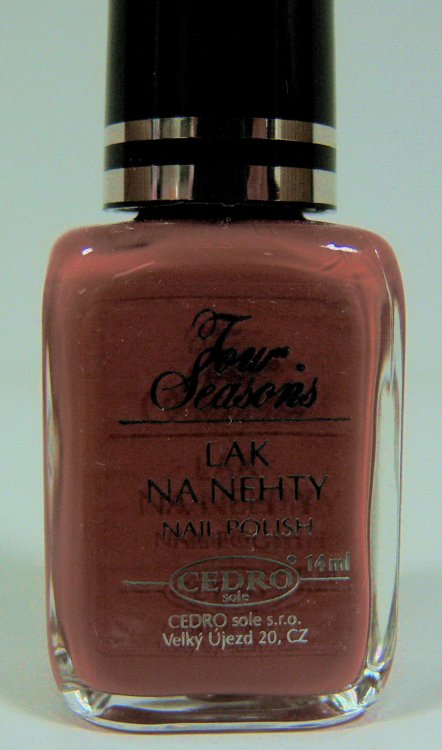 Four
Seasons
LAK
NA NEHTY
NAIL POLISH
14 ml
CEDRO
sole
CEDRO sole s.r.o.
Velký Újezd 20, CZ